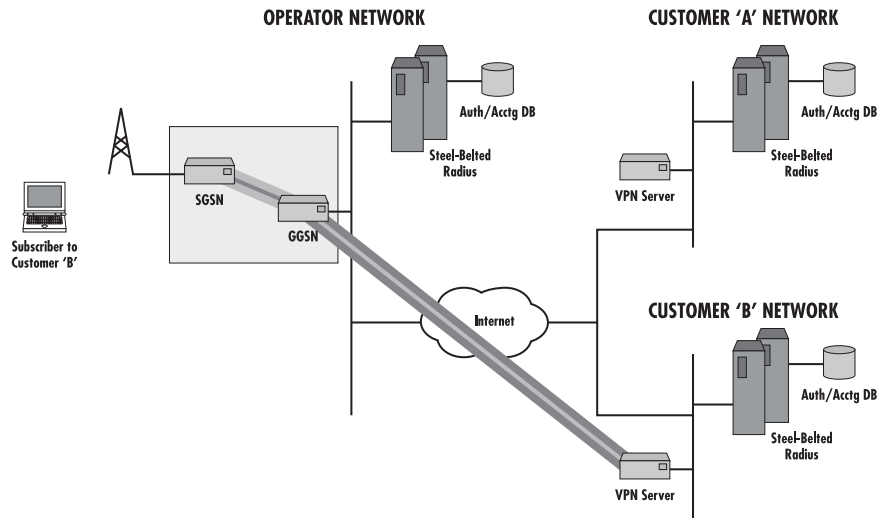 OPERATOR NETWORK
CUSTOMER 'A' NETWORK
Auth/Acctg DB
Steel-Belted
Radius
Auth/Acctg DB
Steel-Belted
Radius
VPN Server
SGSN
GGSN
Subscriber to
Customer 'B'
Internet
CUSTOMER 'B' NETWORK
Auth/Acctg DB
Steel-Belted
Radius
VPN Server